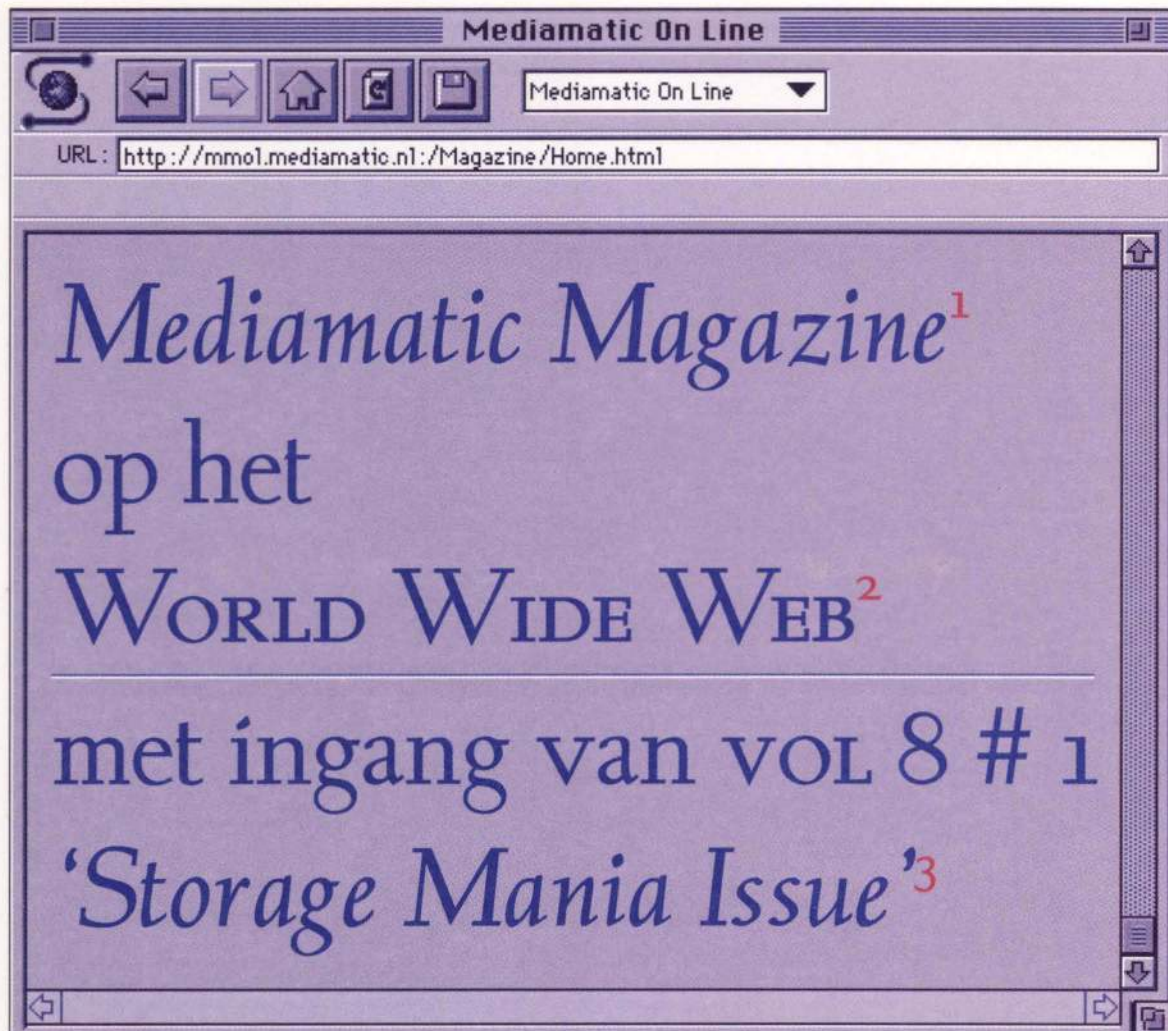 Mediamatic On Line
Mediamatic On Line
URL: http://mmol.mediamatic.nl:/Magazine/Home.html
Mediamatic Magazine¹
op het
WORLD WIDE WEB²
met ingang van VOL 8 # 1
‘Storage Mania Issue’³